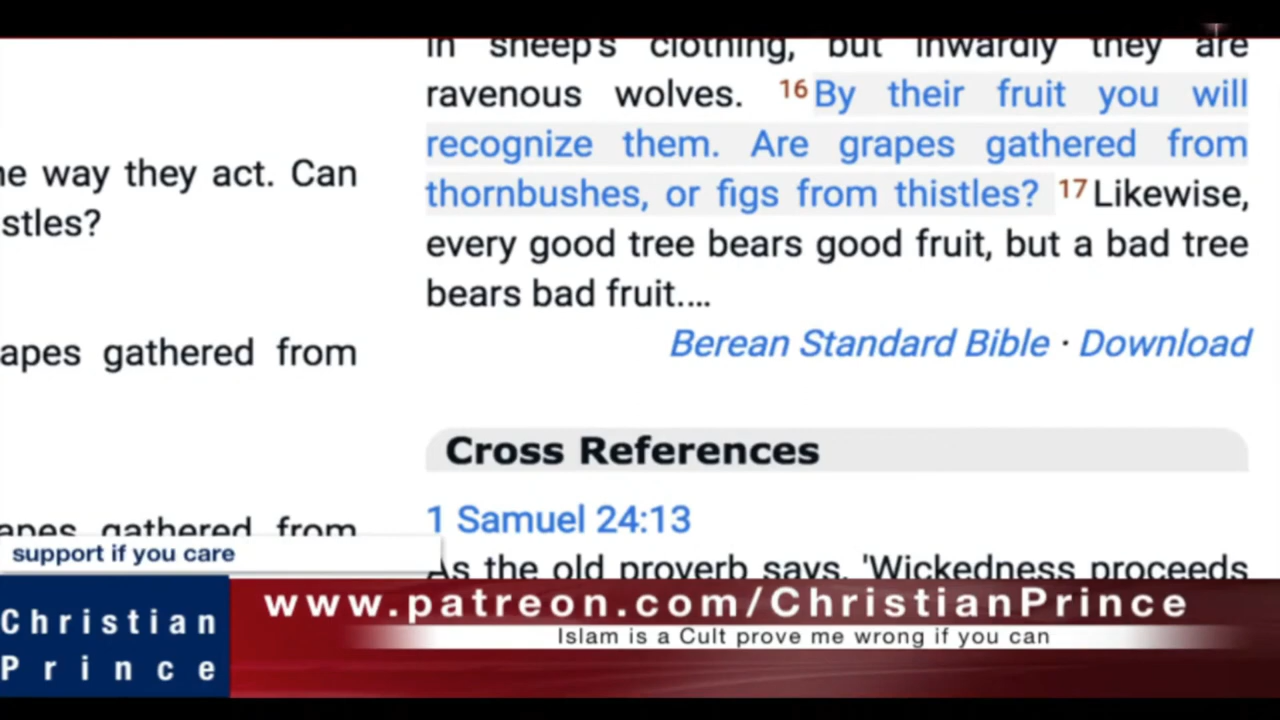 ne way they act. Can
stles?
apes gathered from
apes gathered from
in sheep's clothing, but inwardly they are
ravenous wolves. 16 By their fruit you will
recognize them. Are grapes gathered from
thornbushes, or figs from thistles? 17 Likewise,
every good tree bears good fruit, but a bad tree
bears bad fruit....
Berean Standard Bible · Download
Cross References
1 Samuel 24:13
As the old proverb says, 'Wickedness proceeds
support if you care
Christian
Prince
www.patreon.com/ChristianPrince
Islam is a Cult prove me wrong if you can